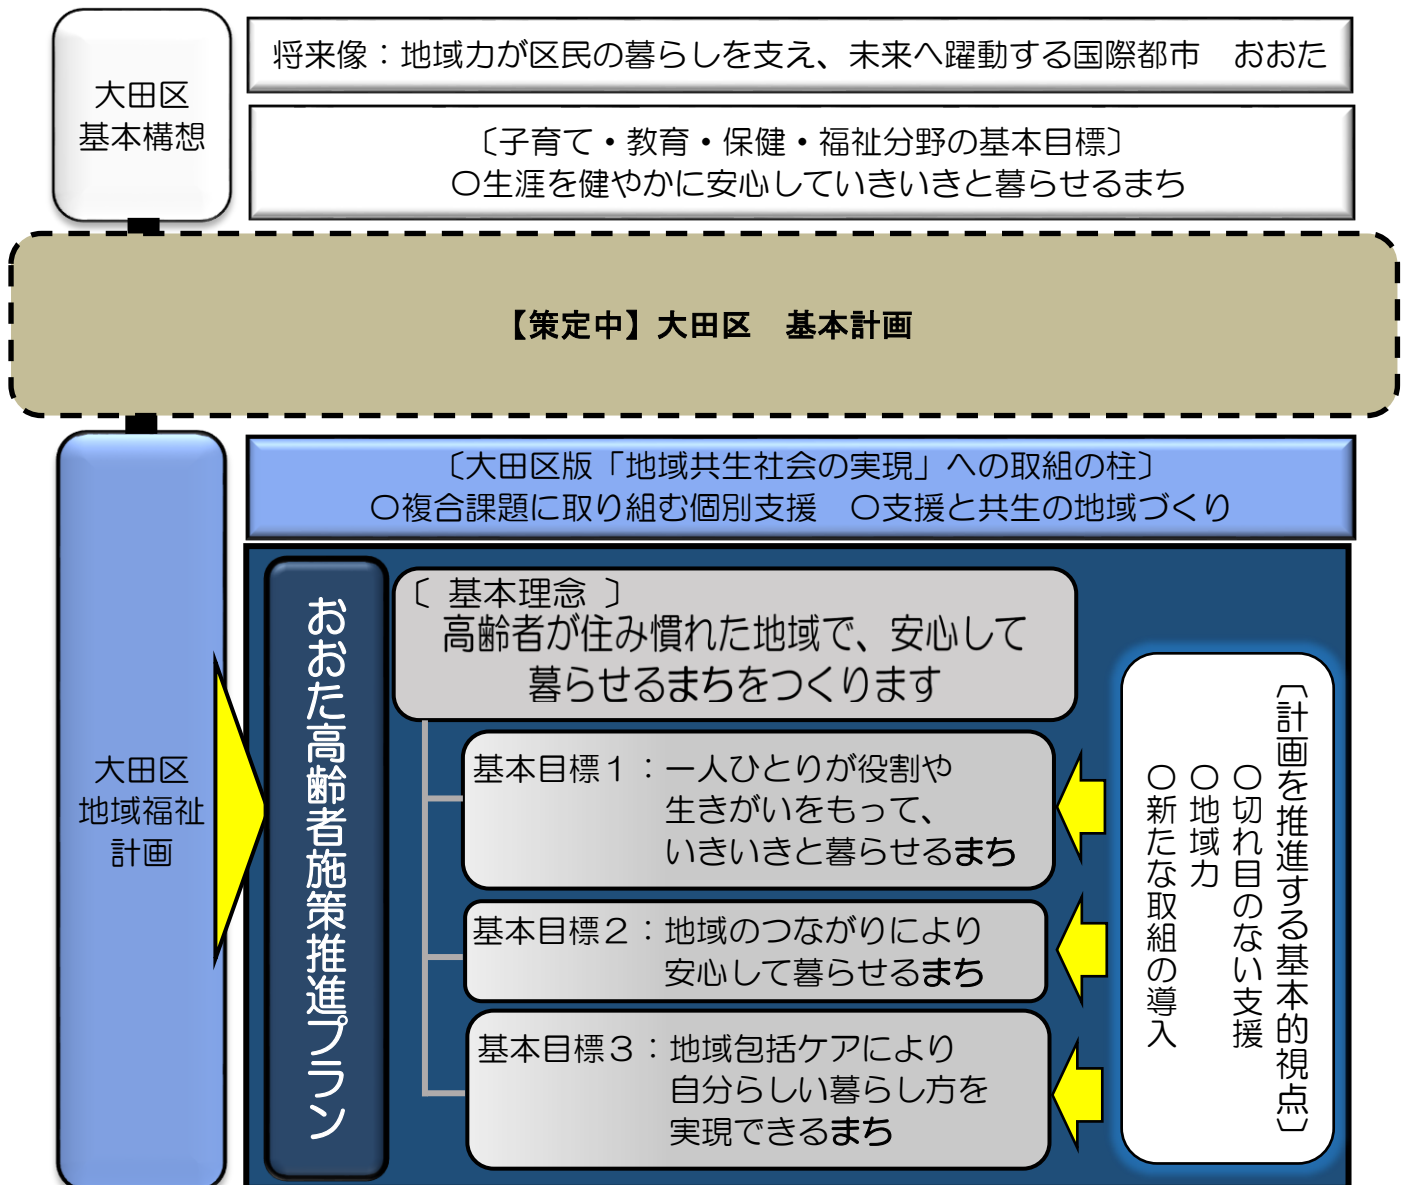 大田区
基本構想
将来像：地域力が区民の暮らしを支え、未来へ躍動する国際都市　おおた
〔子育て・教育・保健・福祉分野の基本目標〕
〇生涯を健やかに安心していきいきと暮らせるまち
【策定中】大田区　基本計画
大田区
地域福祉
計画
〔大田区版「地域共生社会の実現」への取組の柱〕
〇複合課題に取り組む個別支援　〇支援と共生の地域づくり
おおた高齢者施策推進プラン
〔 基本理念 〕
高齢者が住み慣れた地域で、安心して
暮らせるまちをつくります
基本目標１：一人ひとりが役割や
生きがいをもって、
いきいきと暮らせるまち
基本目標２：地域のつながりにより
安心して暮らせるまち
基本目標３：地域包括ケアにより
自分らしい暮らし方を
実現できるまち
〔計画を推進する基本的視点〕
〇切れ目のない支援
〇地域力
〇新たな取組の導入